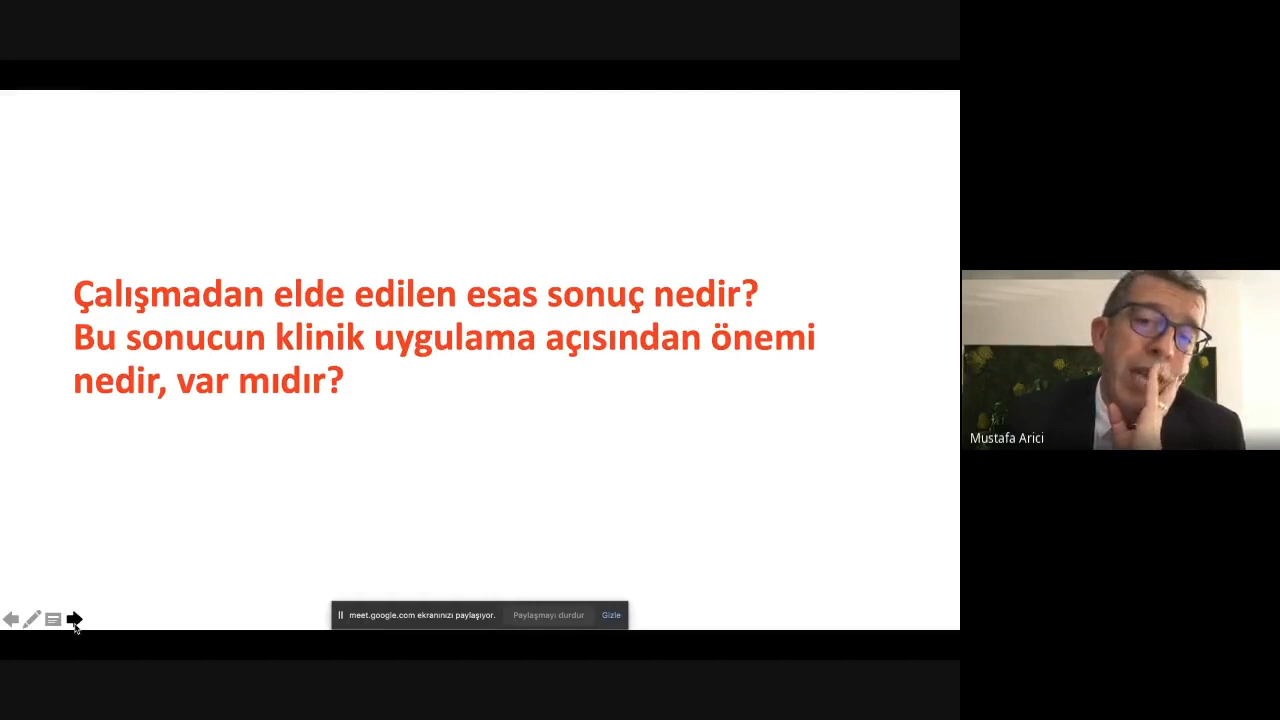 Çalışmadan elde edilen esas sonuç nedir?
Bu sonucun klinik uygulama açısından önemi
nedir, var mıdır?
Mustafa Arici
meet.google.com ekranınızı paylaşıyor. Paylaşmayı durdur Gizle